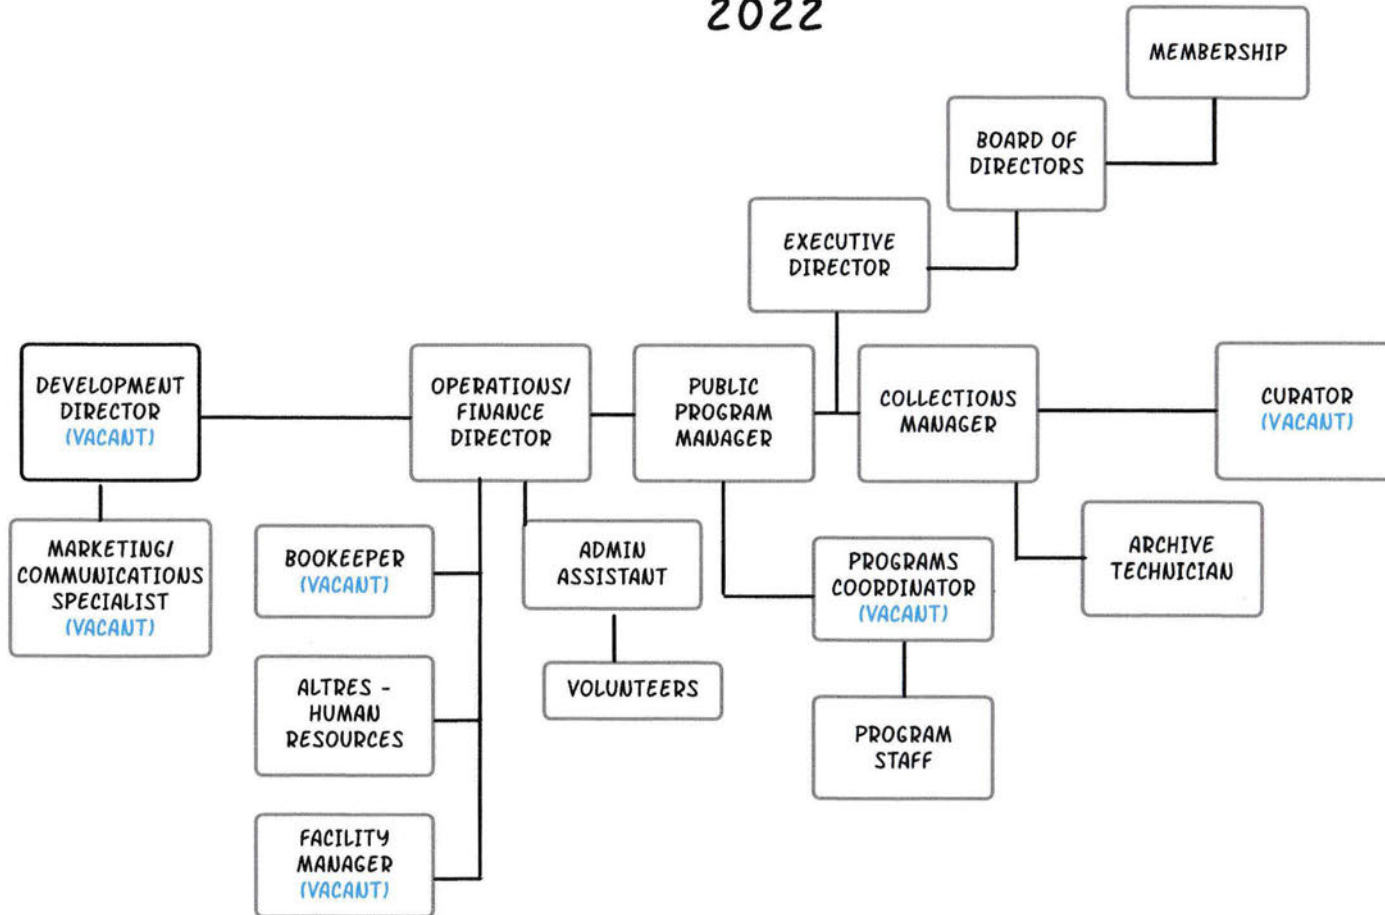 2022
MEMBERSHIP
BOARD OF
DIRECTORS
EXECUTIVE
DIRECTOR
DEVELOPMENT
DIRECTOR
(VACANT)
OPERATIONS/
FINANCE
DIRECTOR
PUBLIC
PROGRAM
MANAGER
COLLECTIONS
MANAGER
CURATOR
(VACANT)
MARKETING/
COMMUNICATIONS
SPECIALIST
(VACANT)
BOOKEEPER
(VACANT)
ADMIN
ASSISTANT
PROGRAMS
COORDINATOR
(VACANT)
ARCHIVE
TECHNICIAN
ALTRES -
HUMAN
RESOURCES
VOLUNTEERS
PROGRAM
STAFF
FACILITY
MANAGER
(VACANT)